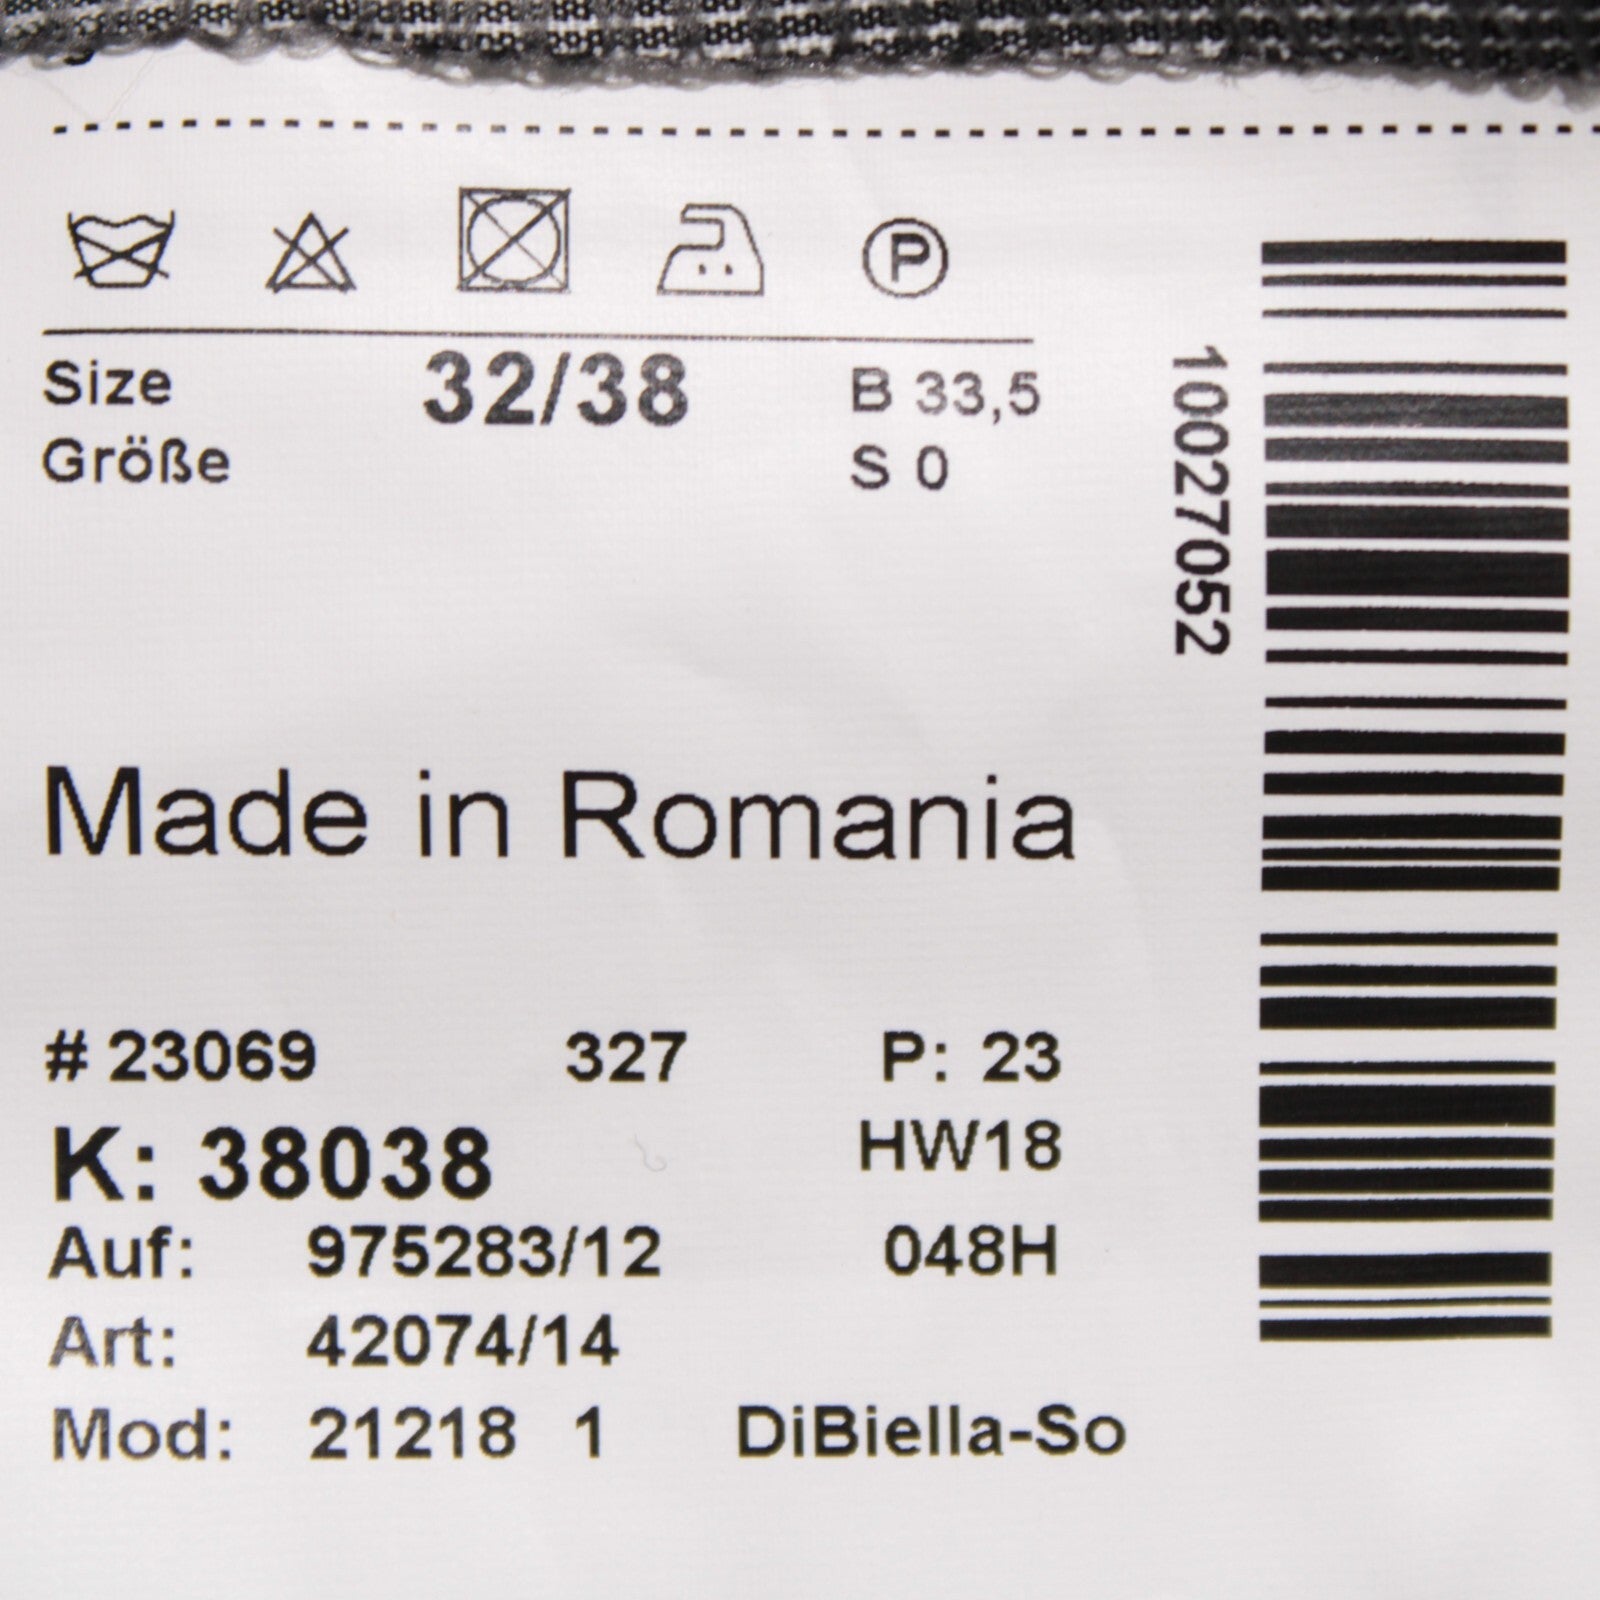 P
Size 32/38 B 33,5
Größe S 0
10027052
Made in Romania
# 23069 327 P: 23
K: 38038 HW18
Auf: 975283/12 048H
Art: 42074/14
Mod: 21218 1 DiBiella-So